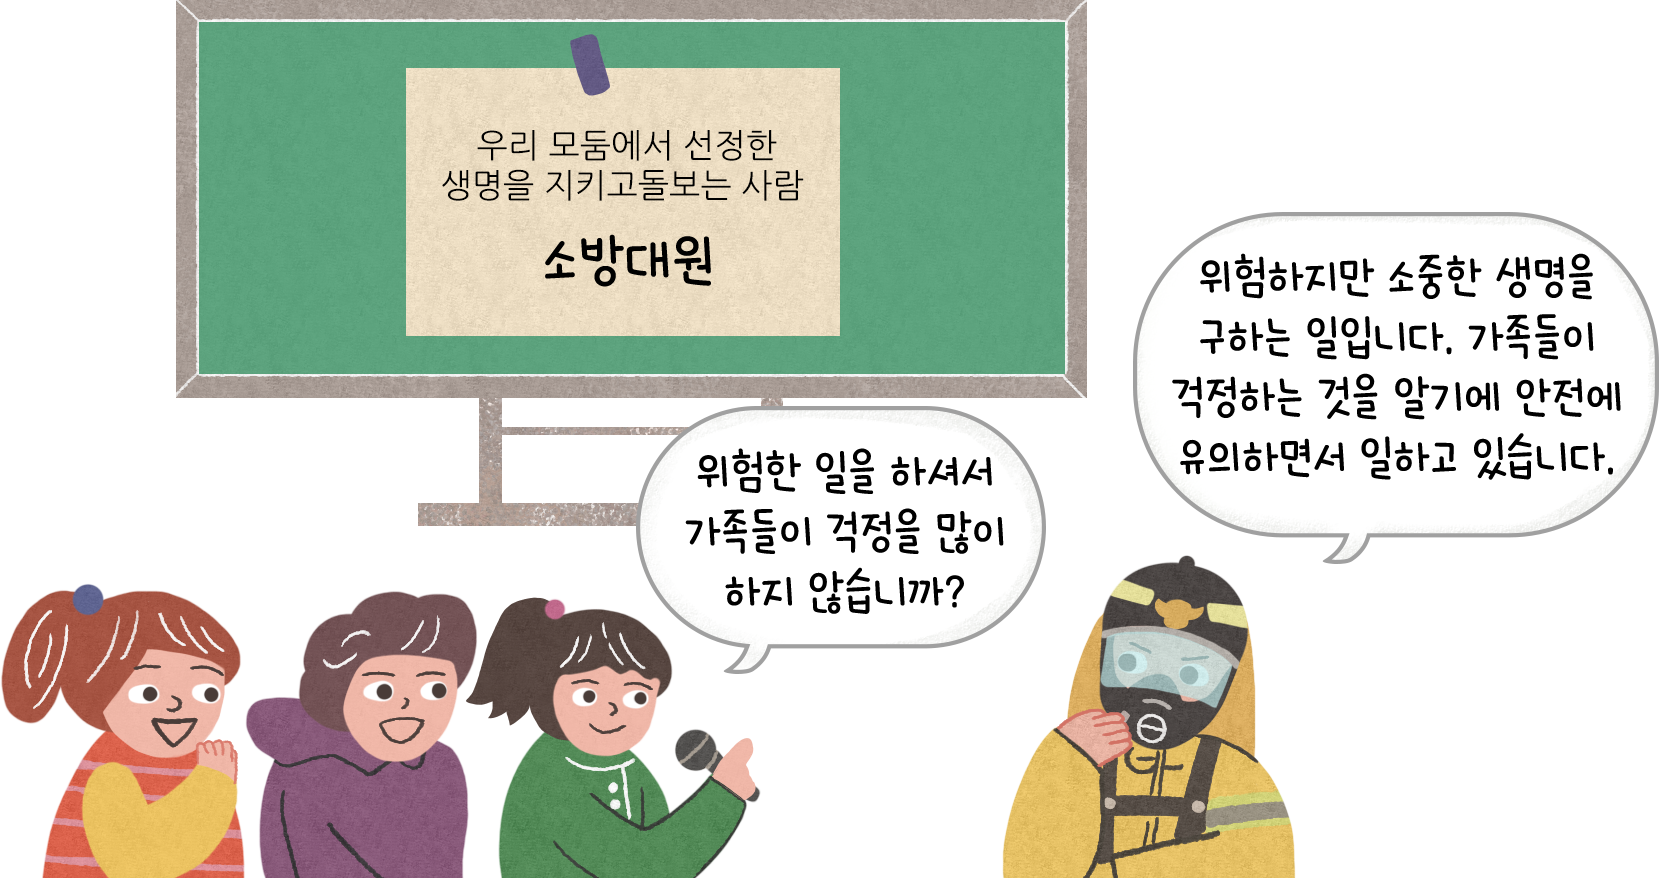 우리 모둠에서 선정한
생명을 지키고돌보는 사람
소방대원
위험한 일을 하셔서
가족들이 걱정을 많이
하지 않습니까?
위험하지만 소중한 생명을
구하는 일입니다. 가족들이
걱정하는 것을 알기에 안전에
유의하면서 일하고 있습니다.